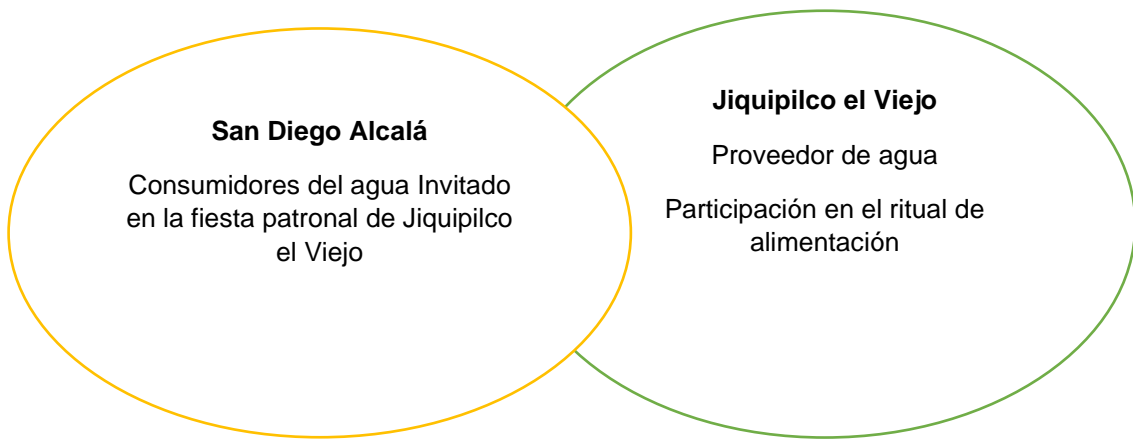 San Diego Alcalá
Consumidores del agua Invitado
en la fiesta patronal de Jiquipilco
el Viejo
Jiquipilco el Viejo
Proveedor de agua
Participación en el ritual de
alimentación